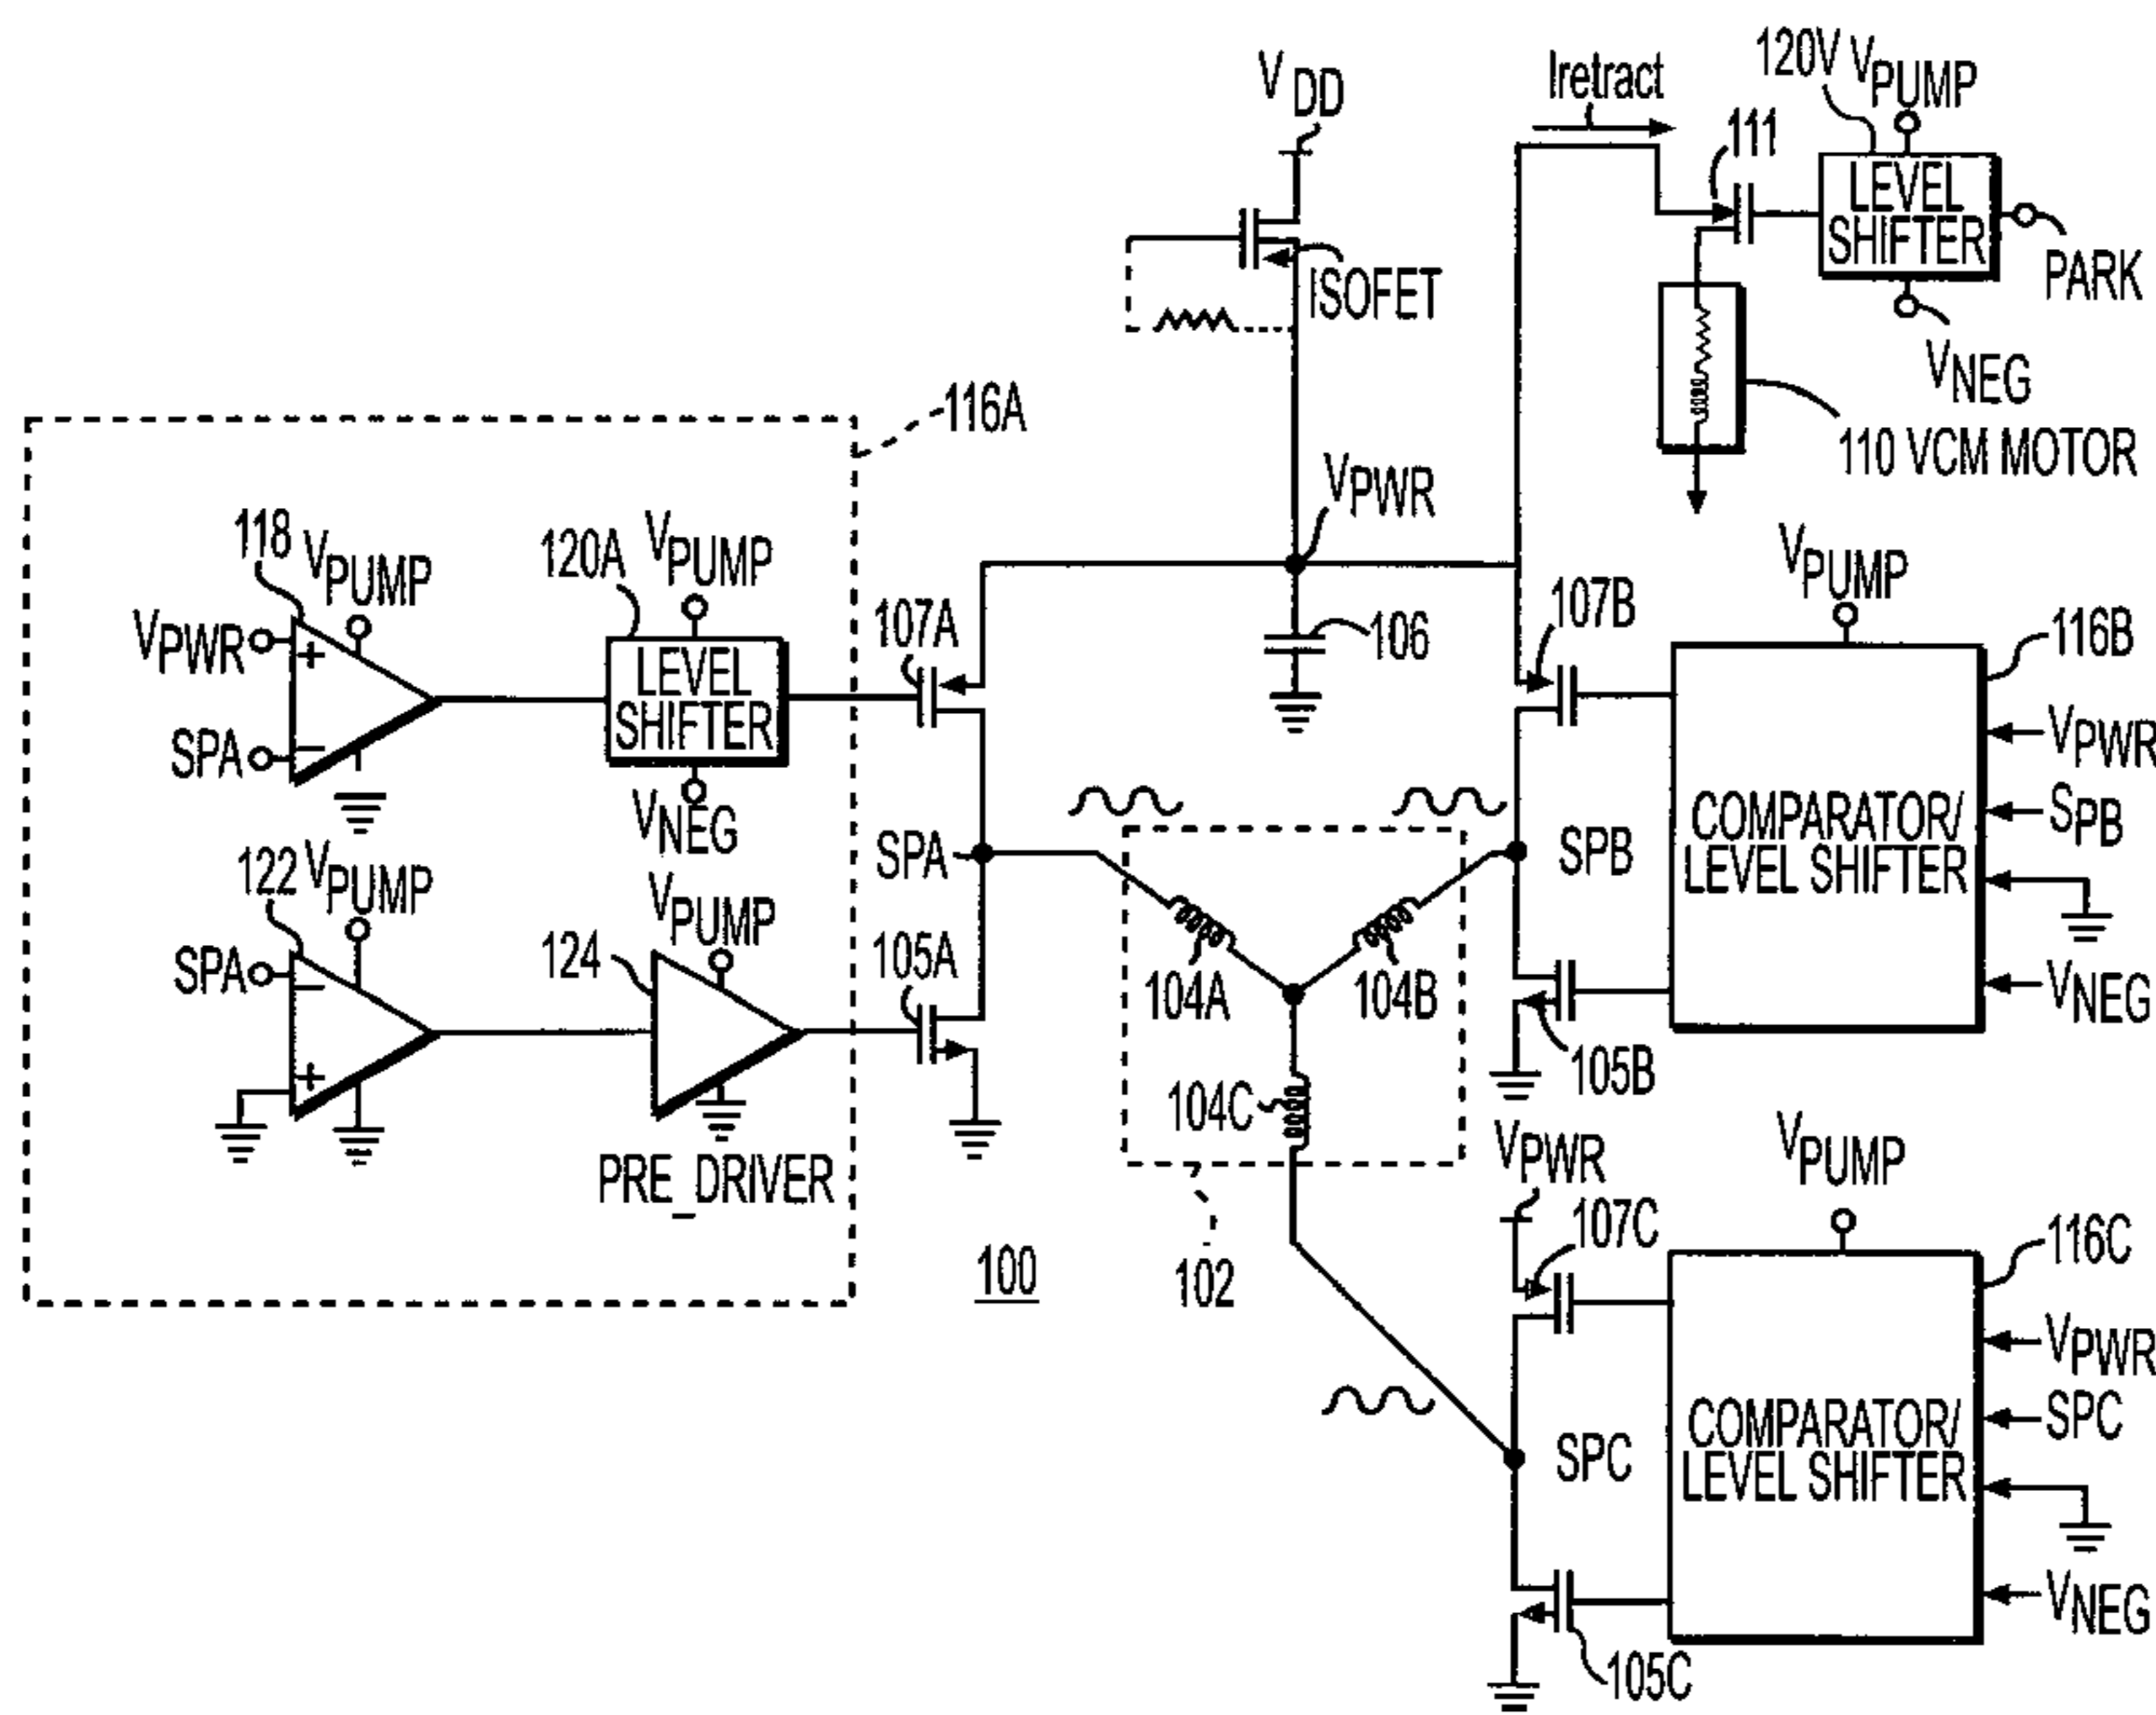 V DD
Iretract
120V
VPUMP
111
LEVEL
SHIFTER
PARK
VNEG
ISOFET
110 VCM MOTOR
116A
VPWR
118
VPUMP
VPWR
SPA
120A
VPUMP
LEVEL
SHIFTER
VNEG
107A
106
107B
VPUMP
116B
VPWR
SPB
VNEG
COMPARATOR/
LEVEL SHIFTER
122
VPUMP
SPA
124
VPUMP
PRE_DRIVER
105A
SPA
SPB
104A
104B
104C
105B
102
100
VPWR
107C
VPUMP
116C
VPWR
SPC
VNEG
COMPARATOR/
LEVEL SHIFTER
SPC
105C